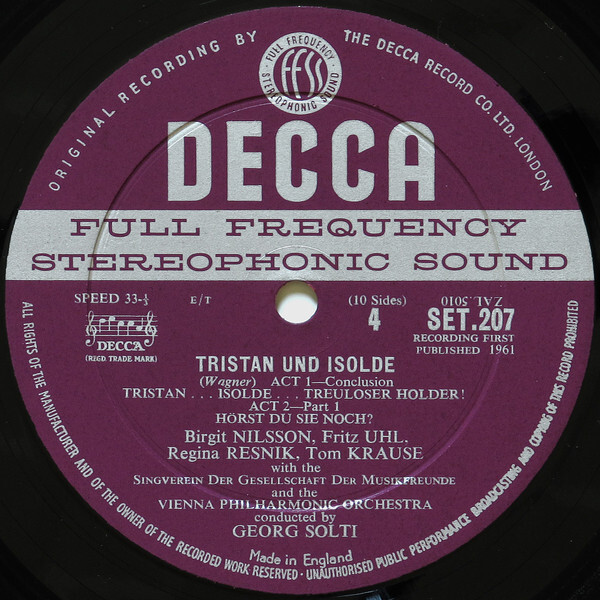 ORIGINAL RECORDING BY THE DECCA RECORD CO. LTD. LONDON
FULL FREQUENCY
ffss
STEREOPHONIC SOUND
DECCA
FULL FREQUENCY
STEREOPHONIC SOUND
SPEED 33-⅓
E/T
(10 Sides)
4
ZAL.5010
SET.207
DECCA
(REGD. TRADE MARK)
RECORDING FIRST
PUBLISHED 1961
TRISTAN UND ISOLDE
(Wagner) ACT 1—Conclusion
TRISTAN . . . ISOLDE . . . TREULOSER HOLDER!
ACT 2—Part 1
HÖRST DU SIE NOCH?
Birgit NILSSON, Fritz UHL,
Regina RESNIK, Tom KRAUSE
with the
SINGVEREIN DER GESELLSCHAFT DER MUSIKFREUNDE
and the
VIENNA PHILHARMONIC ORCHESTRA
conducted by
GEORG SOLTI
Made in England
ALL RIGHTS OF THE MANUFACTURER AND OF THE OWNER OF THE RECORDED WORK RESERVED · UNAUTHORISED PUBLIC PERFORMANCE BROADCASTING AND COPYING OF THIS RECORD PROHIBITED